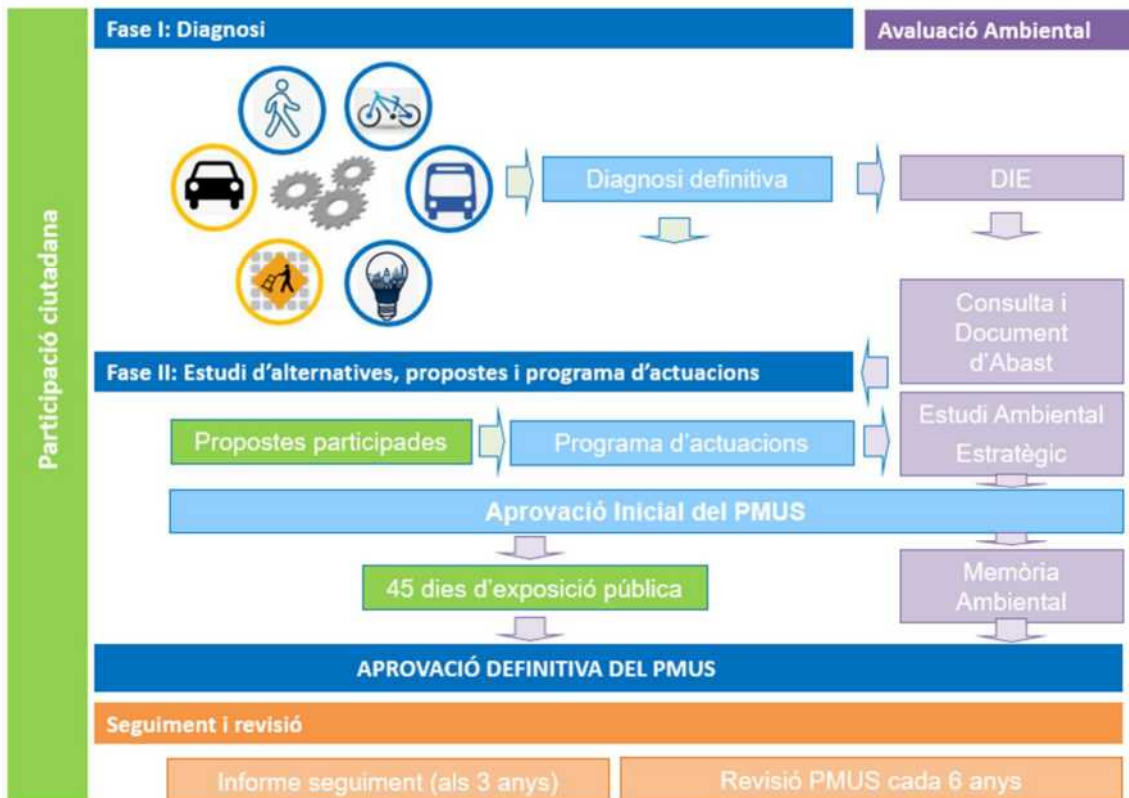 Participació ciutadana
Fase I: Diagnosi
Avaluació Ambiental
Diagnosi definitiva
DIE
Consulta i
Document
d'Abast
Fase II: Estudi d'alternatives, propostes i programa d'actuacions
Propostes participades
Programa d'actuacions
Estudi Ambiental
Estratègic
Aprovació Inicial del PMUS
45 dies d'exposició pública
Memòria
Ambiental
APROVACIÓ DEFINITIVA DEL PMUS
Seguiment i revisió
Informe seguiment (als 3 anys)
Revisió PMUS cada 6 anys